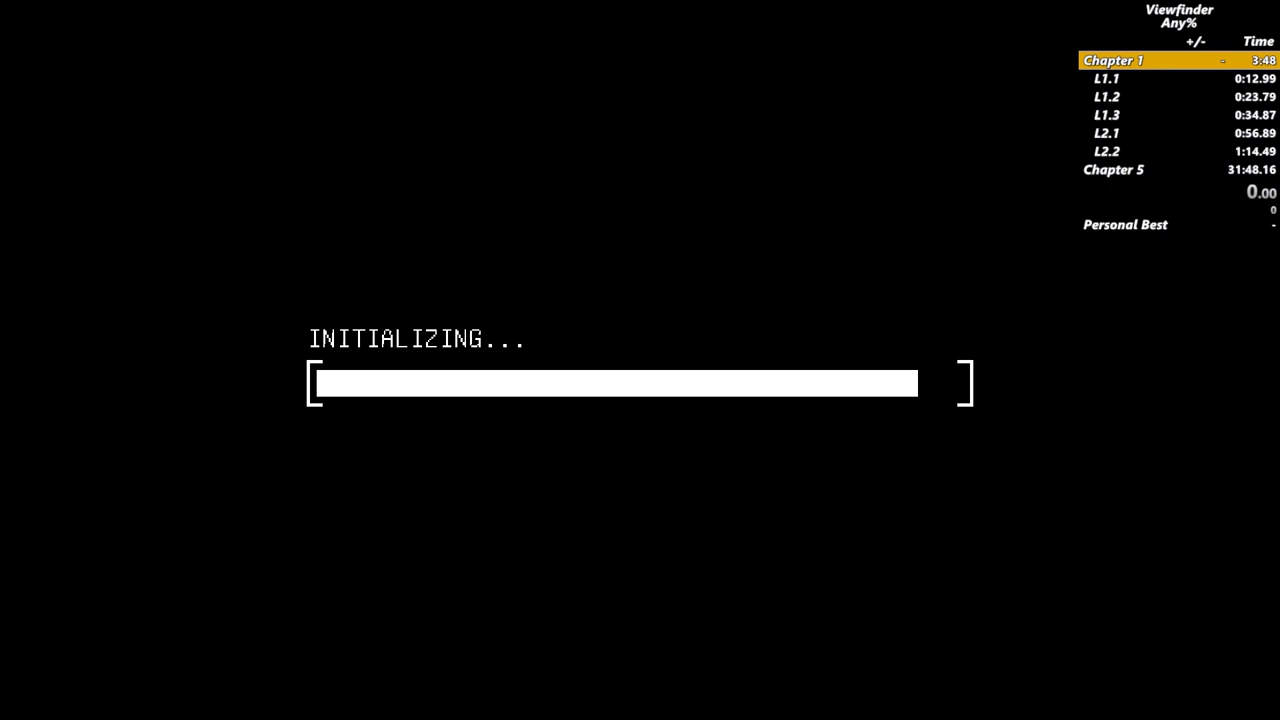 Viewfinder
Any%
+/- Time
Chapter 1 - 3:48
L1.1 0:12.99
L1.2 0:23.79
L1.3 0:34.87
L2.1 0:56.89
L2.2 1:14.49
Chapter 5 31:48.16
0.00
0
Personal Best -
INITIALIZING...